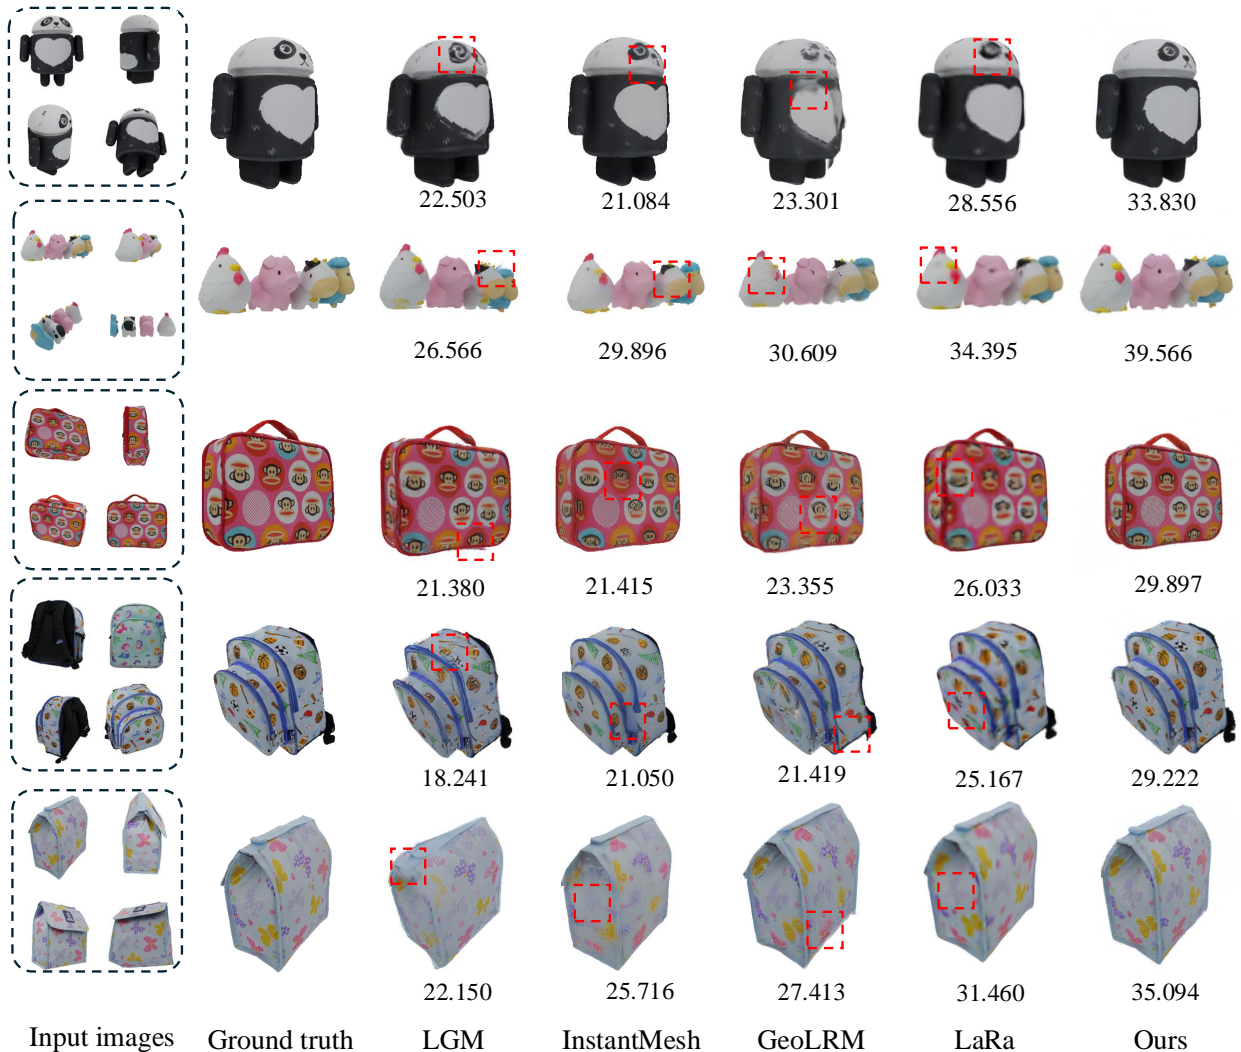 22.503 21.084 23.301 28.556 33.830
26.566 29.896 30.609 34.395 39.566
21.380 21.415 23.355 26.033 29.897
18.241 21.050 21.419 25.167 29.222
22.150 25.716 27.413 31.460 35.094
Input images Ground truth LGM InstantMesh GeoLRM LaRa Ours